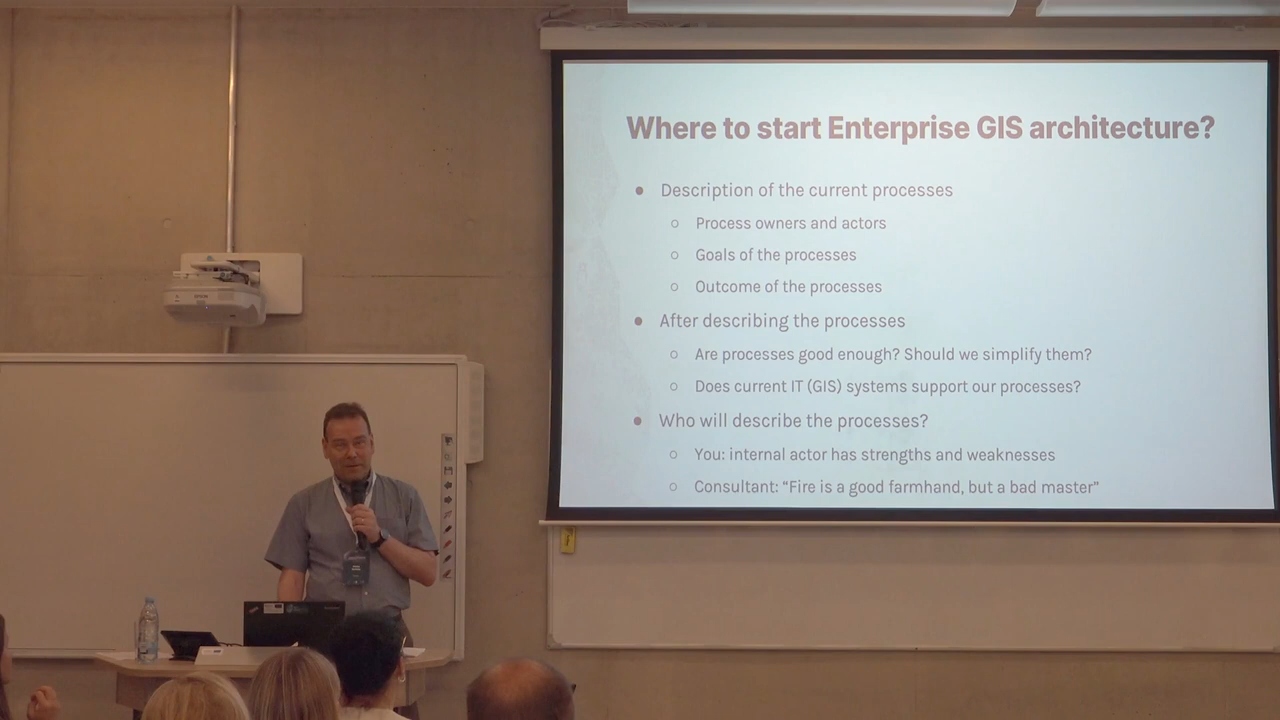 Where to start Enterprise GIS architecture?
● Description of the current processes
○ Process owners and actors
○ Goals of the processes
○ Outcome of the processes
● After describing the processes
○ Are processes good enough? Should we simplify them?
○ Does current IT (GIS) systems support our processes?
● Who will describe the processes?
○ You: internal actor has strengths and weaknesses
○ Consultant: “Fire is a good farmhand, but a bad master”
EPSON